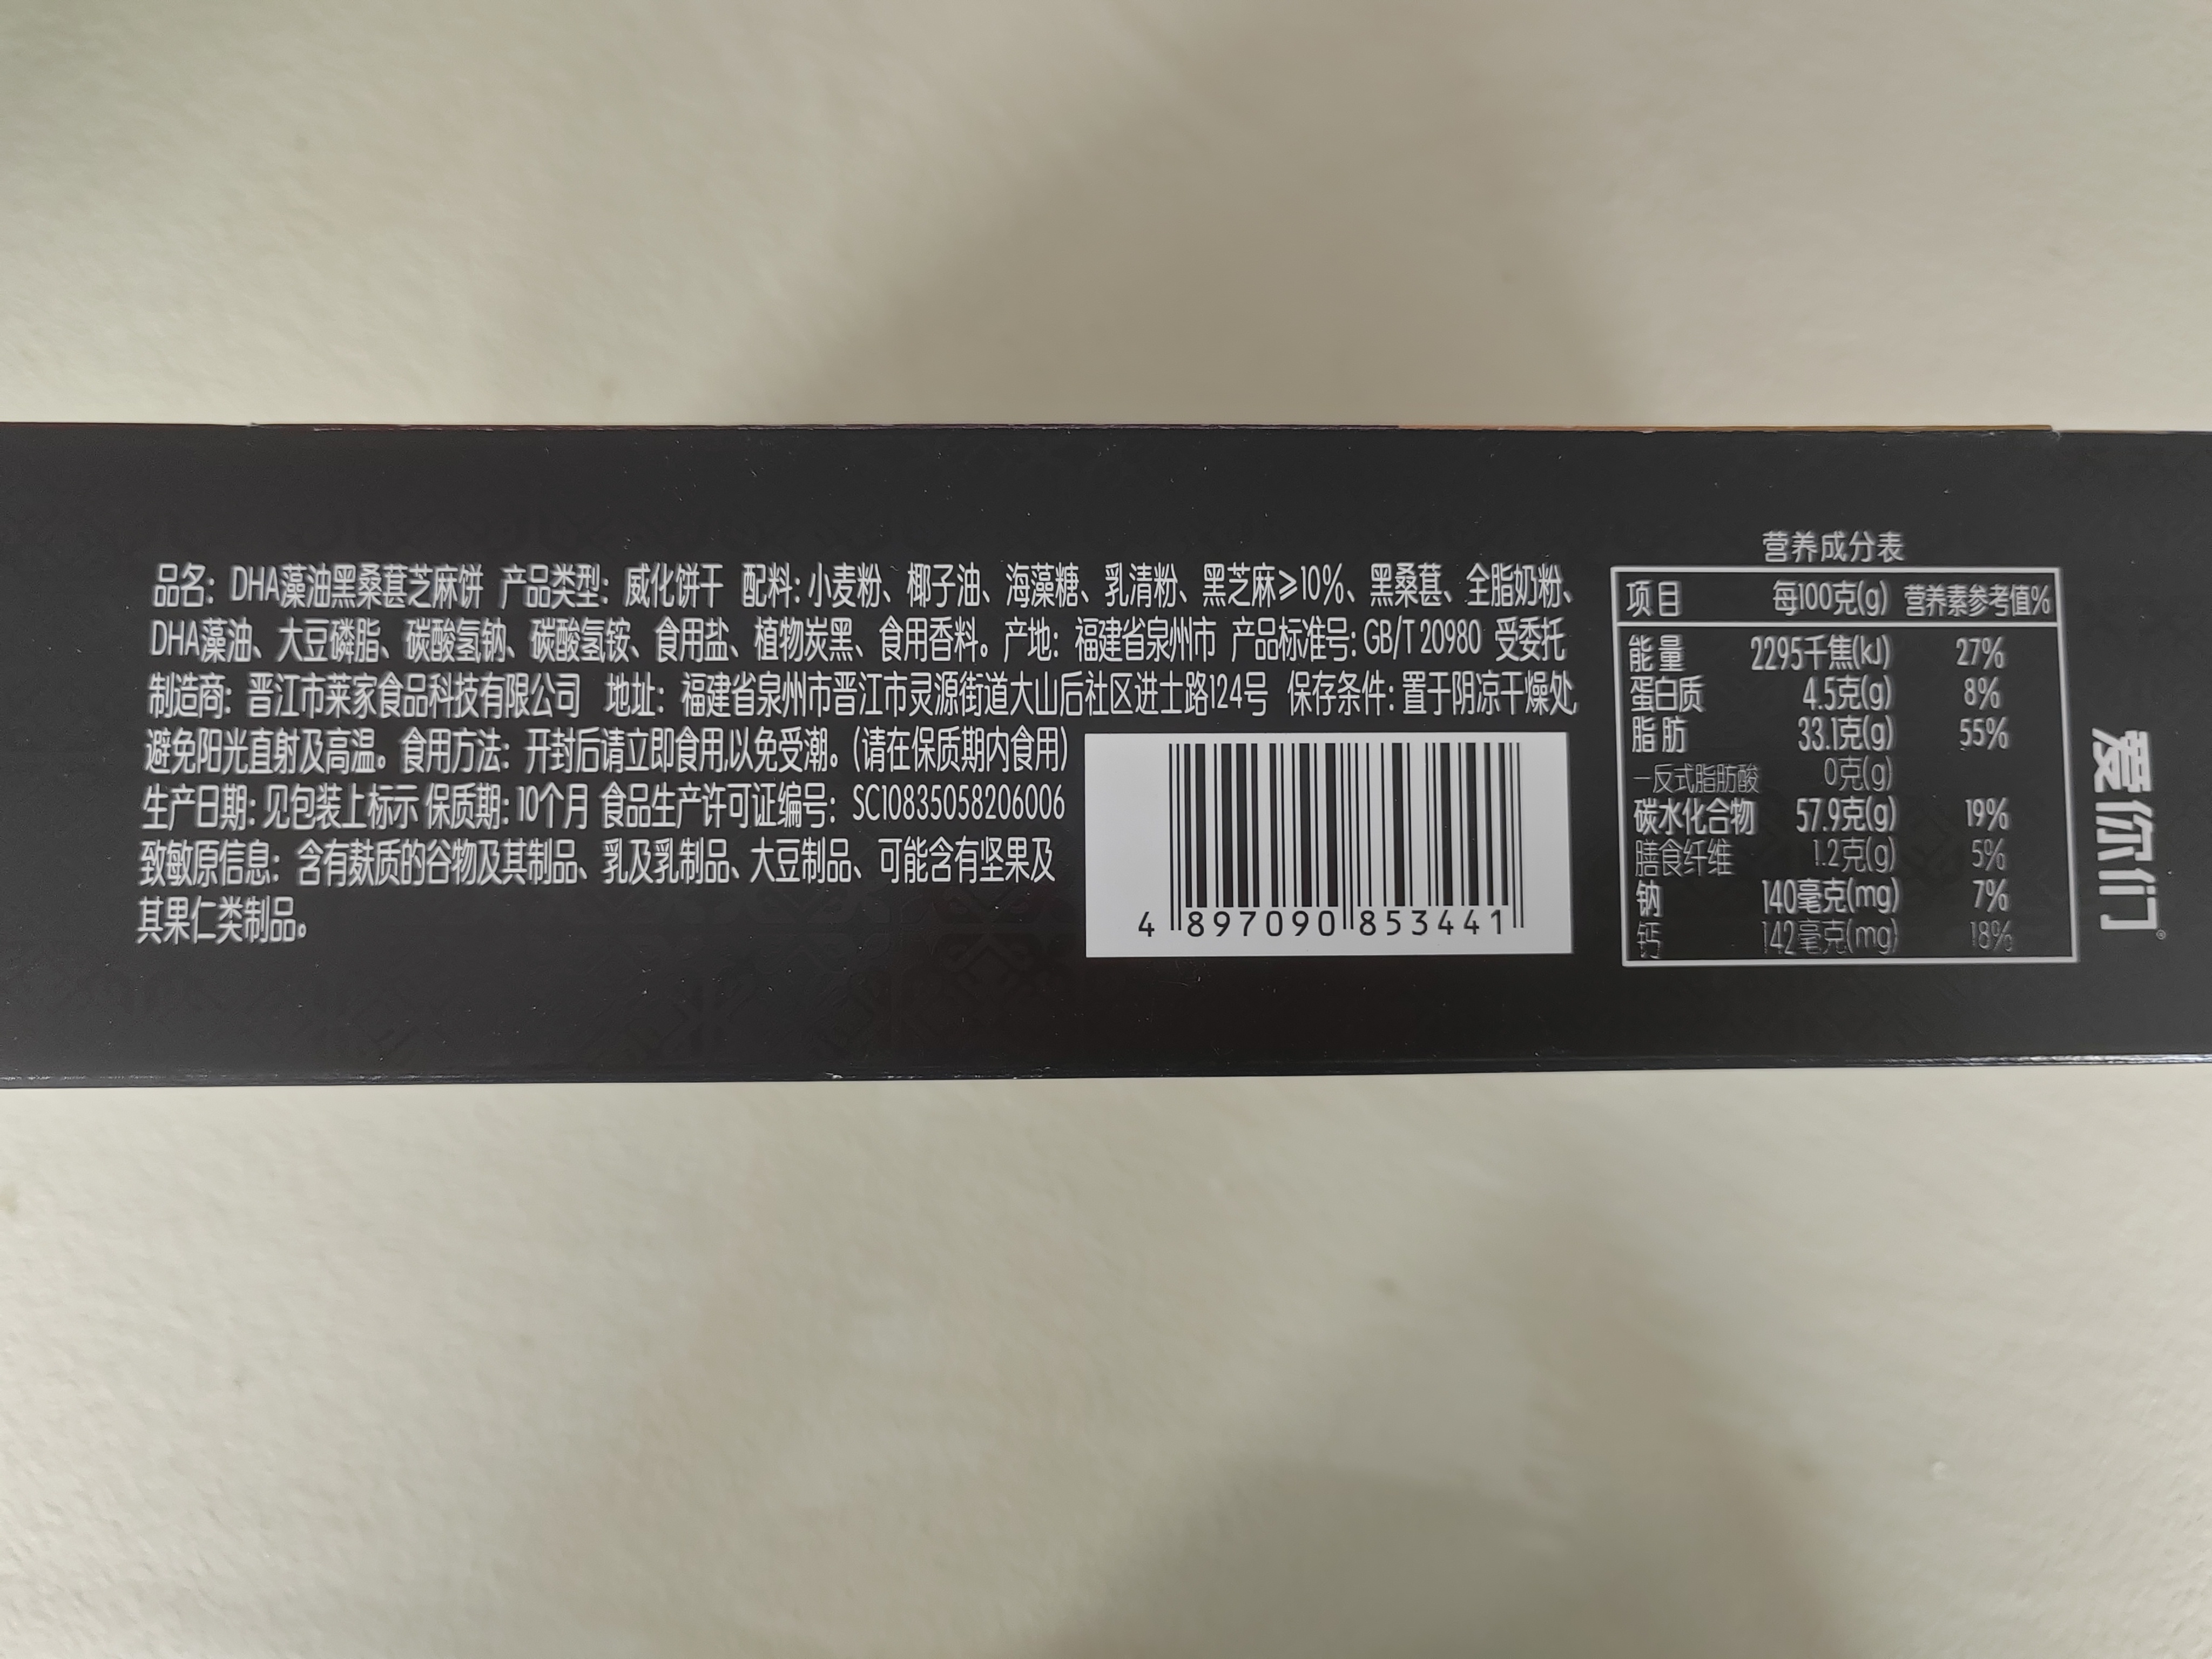 品名: DHA藻油黑桑葚芝麻饼 产品类型: 威化饼干 配料: 小麦粉、椰子油、海藻糖、乳清粉、黑芝麻≥10%、黑桑葚、全脂奶粉、
DHA藻油、大豆磷脂、碳酸氢钠、碳酸氢铵、食用盐、植物炭黑、食用香料。产地: 福建省泉州市 产品标准号: GB/T 20980 受委托
制造商: 晋江市莱家食品科技有限公司 地址: 福建省泉州市晋江市灵源街道大山后社区进士路124号 保存条件: 置于阴凉干燥处,
避免阳光直射及高温。食用方法: 开封后请立即食用,以免受潮。(请在保质期内食用)
生产日期: 见包装上标示 保质期: 10个月 食品生产许可证编号: SC10835058206006
致敏原信息: 含有麸质的谷物及其制品、乳及乳制品、大豆制品、可能含有坚果及
其果仁类制品。
4 897090 853441
营养成分表
项目 每100克(g) 营养素参考值%
能量 2295千焦(kJ) 27%
蛋白质 4.5克(g) 8%
脂肪 33.1克(g) 55%
—反式脂肪酸 0克(g)
碳水化合物 57.9克(g) 19%
膳食纤维 1.2克(g) 5%
钠 140毫克(mg) 7%
钙 142毫克(mg) 18%
爱你们®